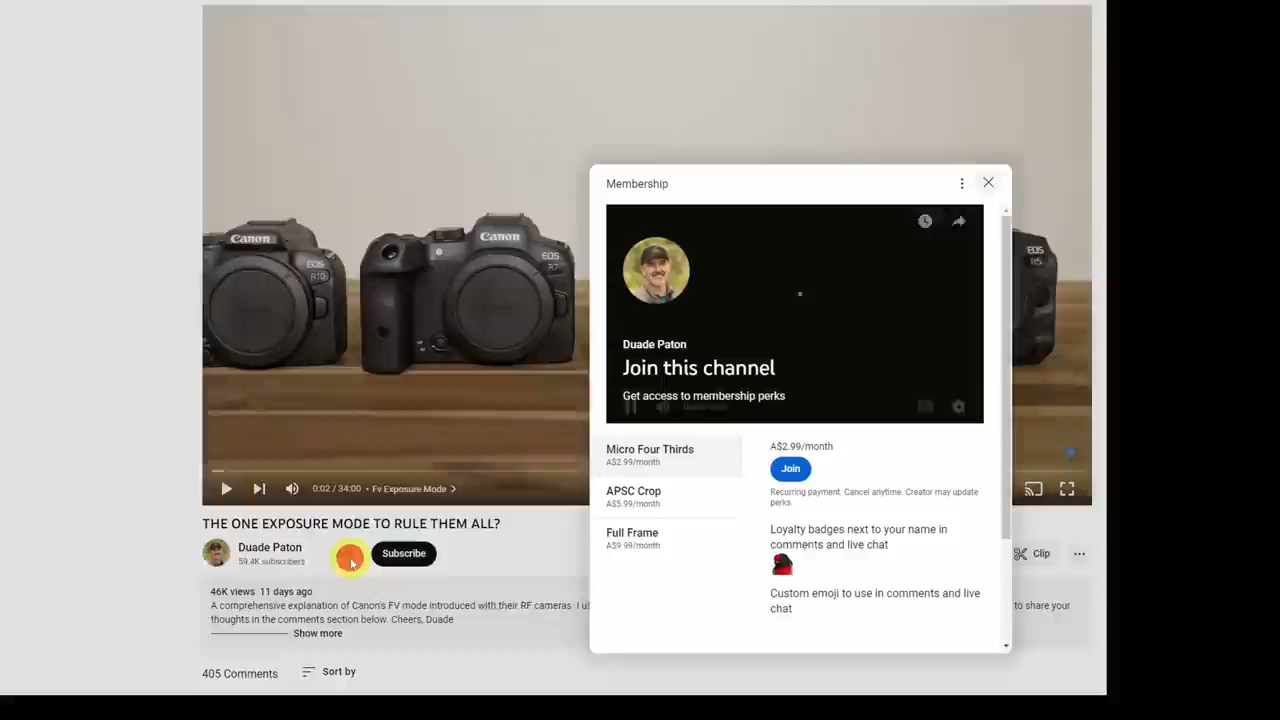 Canon
EOS
R10
Canon
EOS
R7
EOS
R5
Membership
Duade Paton
Join this channel
Get access to membership perks
Micro Four Thirds
A$2.99/month
APSC Crop
A$5.99/month
Full Frame
A$9.99/month
A$2.99/month
Join
Recurring payment. Cancel anytime. Creator may update
perks.
Loyalty badges next to your name in
comments and live chat
Custom emoji to use in comments and live
chat
0:02 / 34:00 • Fv Exposure Mode
THE ONE EXPOSURE MODE TO RULE THEM ALL?
Duade Paton
59.4K subscribers
Subscribe
Clip
46K views 11 days ago
A comprehensive explanation of Canon's FV mode introduced with their RF cameras I to share your
thoughts in the comments section below. Cheers, Duade
Show more
405 Comments
Sort by